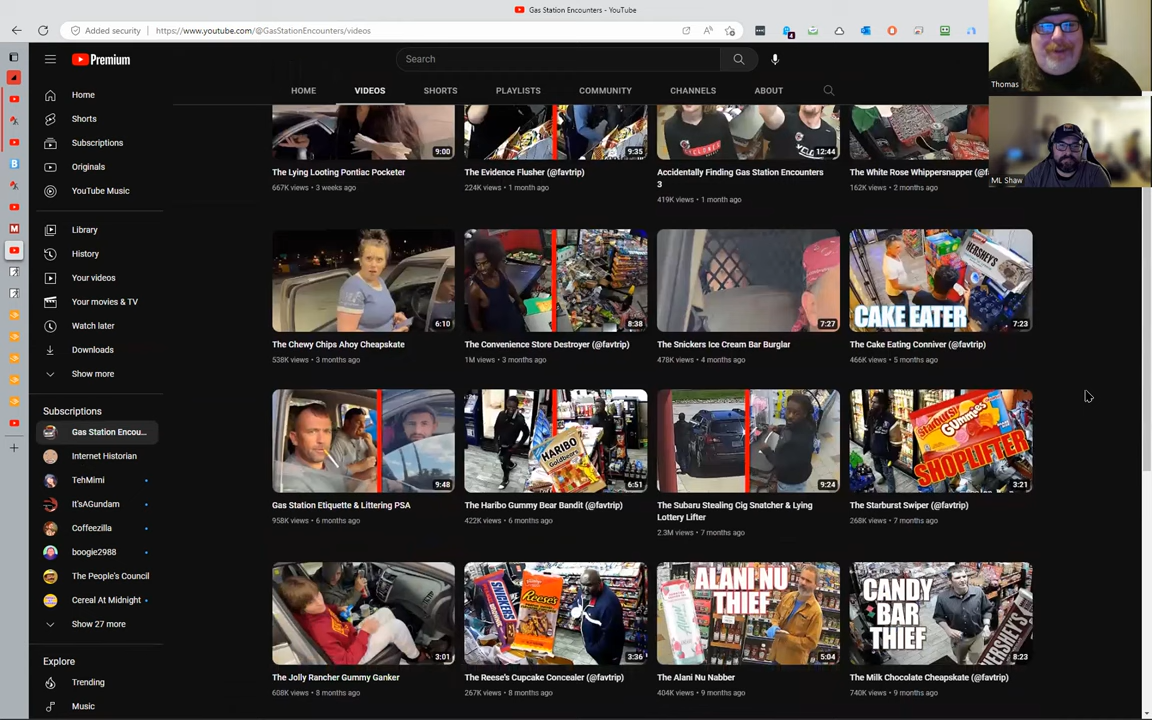 Gas Station Encounters - YouTube
Added security
https://www.youtube.com/@GasStationEncounters/videos
4
Premium
Search
Thomas
ML Shaw
HOME
VIDEOS
SHORTS
PLAYLISTS
COMMUNITY
CHANNELS
ABOUT
Home
Shorts
Subscriptions
Originals
YouTube Music
Library
History
Your videos
Your movies & TV
Watch later
Downloads
Show more
Subscriptions
Gas Station Encou...
Internet Historian
TehMimi
It'sAGundam
Coffeezilla
boogie2988
The People's Council
Cereal At Midnight
Show 27 more
Explore
Trending
Music
9:00
The Lying Looting Pontiac Pocketer
667K views • 3 weeks ago
9:35
The Evidence Flusher (@favtrip)
224K views • 1 month ago
12:44
Accidentally Finding Gas Station Encounters
3
419K views • 1 month ago
The White Rose Whippersnapper (@fav
162K views • 2 months ago
6:10
The Chewy Chips Ahoy Cheapskate
538K views • 3 months ago
8:38
The Convenience Store Destroyer (@favtrip)
1M views • 3 months ago
7:27
The Snickers Ice Cream Bar Burglar
478K views • 4 months ago
HERSHEY'S
CAKE EATER
7:23
The Cake Eating Conniver (@favtrip)
466K views • 5 months ago
9:48
Gas Station Etiquette & Littering PSA
958K views • 6 months ago
HARIBO
Goldbears
6:51
The Haribo Gummy Bear Bandit (@favtrip)
422K views • 6 months ago
9:24
The Subaru Stealing Cig Snatcher & Lying
Lottery Lifter
2.3M views • 7 months ago
Starburst
Gummies
SHOPLIFTER
3:21
The Starburst Swiper (@favtrip)
268K views • 7 months ago
3:01
The Jolly Rancher Gummy Ganker
608K views • 8 months ago
SNICKERS
Reese's
3:36
The Reese's Cupcake Concealer (@favtrip)
267K views • 8 months ago
ALANI NU
THIEF
5:04
The Alani Nu Nabber
404K views • 9 months ago
CANDY
BAR
THIEF
HERSHEY'S
8:23
The Milk Chocolate Cheapskate (@favtrip)
740K views • 9 months ago